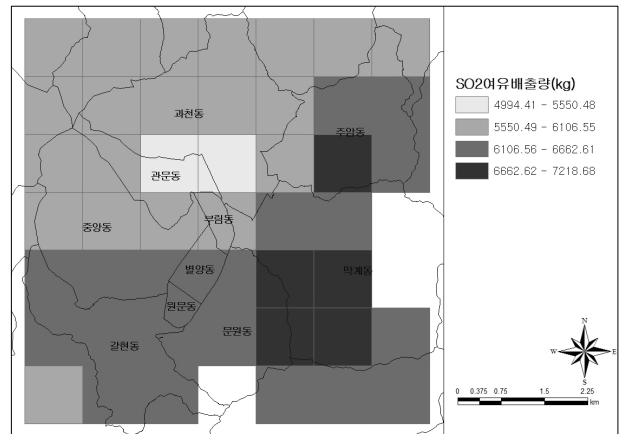 SO2여유배출량(kg)
4994.41 - 5550.48
5550.49 - 6106.55
6106.56 - 6662.61
6662.62 - 7218.68
과천동
주암동
관문동
부림동
중앙동
별양동
막계동
원문동
문원동
갈현동
N
W
E
S
0 0.375 0.75 1.5 2.25
km